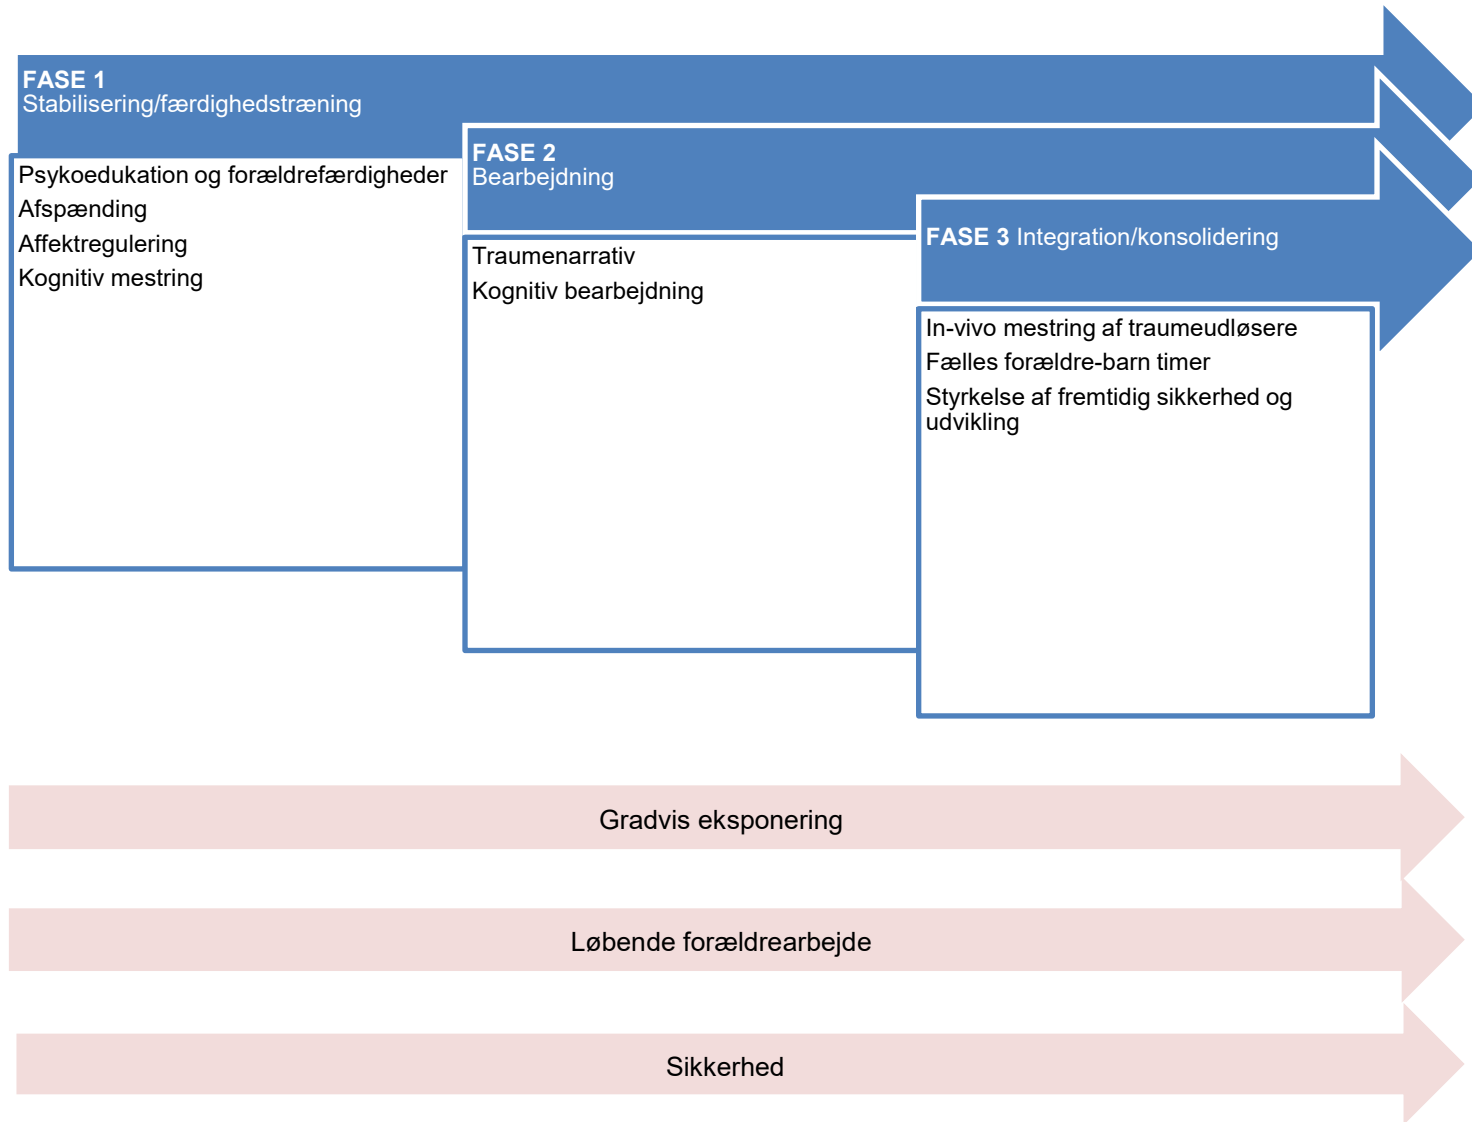 FASE 1
Stabilisering/færdighedstræning
Psykoedukation og forældrefærdigheder
Afspænding
Affektregulering
Kognitiv mestring
FASE 2
Bearbejdning
Traumenarrativ
Kognitiv bearbejdning
FASE 3 Integration/konsolidering
In-vivo mestring af traumeudløsere
Fælles forældre-barn timer
Styrkelse af fremtidig sikkerhed og
udvikling
Gradvis eksponering
Løbende forældrearbejde
Sikkerhed